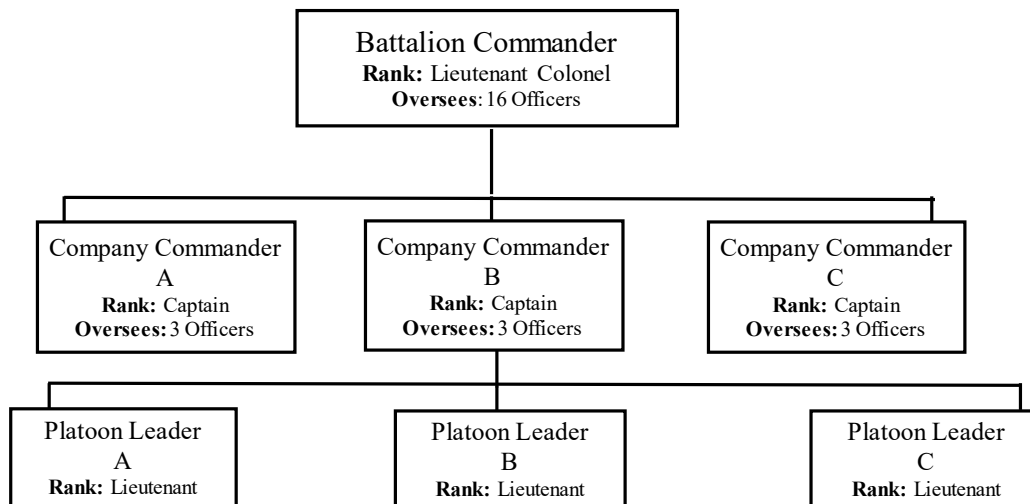 Battalion Commander
Rank: Lieutenant Colonel
Oversees: 16 Officers
Company Commander
A
Rank: Captain
Oversees: 3 Officers
Company Commander
B
Rank: Captain
Oversees: 3 Officers
Company Commander
C
Rank: Captain
Oversees: 3 Officers
Platoon Leader
A
Rank: Lieutenant
Platoon Leader
B
Rank: Lieutenant
Platoon Leader
C
Rank: Lieutenant